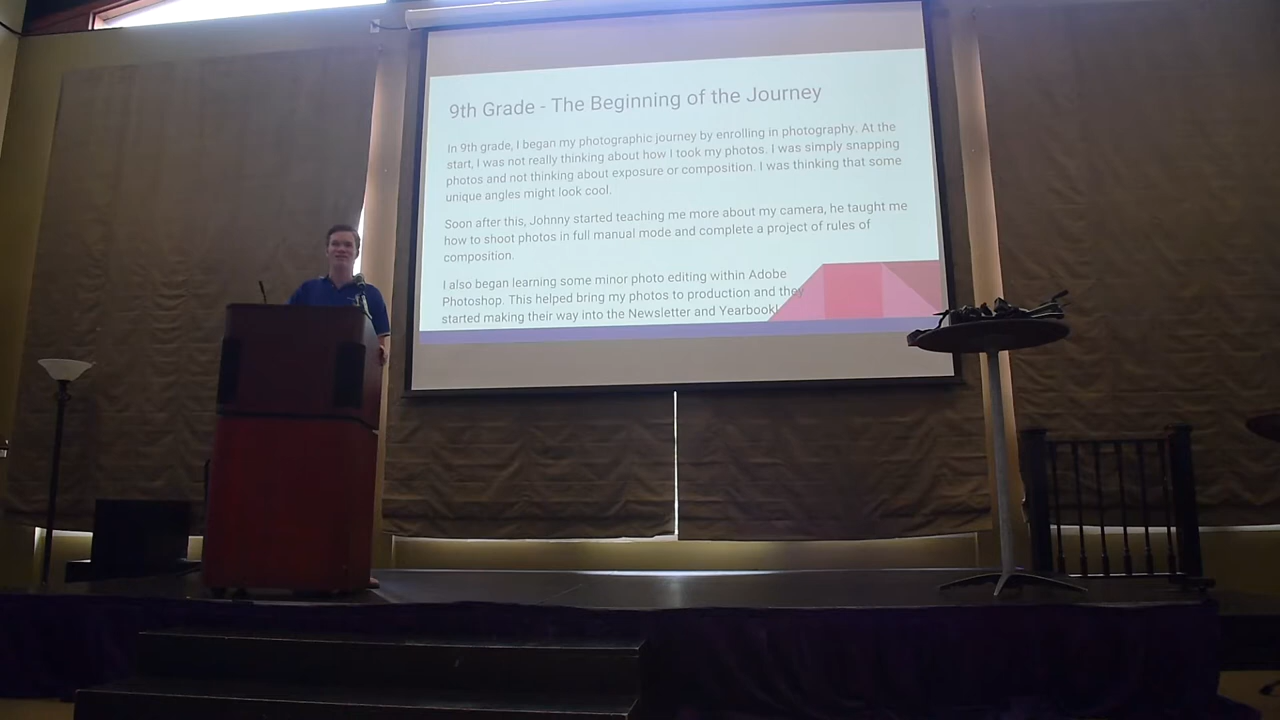 9th Grade - The Beginning of the Journey
In 9th grade, I began my photographic journey by enrolling in photography. At the
start, I was not really thinking about how I took my photos. I was simply snapping
photos and not thinking about exposure or composition. I was thinking that some
unique angles might look cool.
Soon after this, Johnny started teaching me more about my camera, he taught me
how to shoot photos in full manual mode and complete a project of rules of
composition.
I also began learning some minor photo editing within Adobe
Photoshop. This helped bring my photos to production and they
started making their way into the Newsletter and Yearbook!